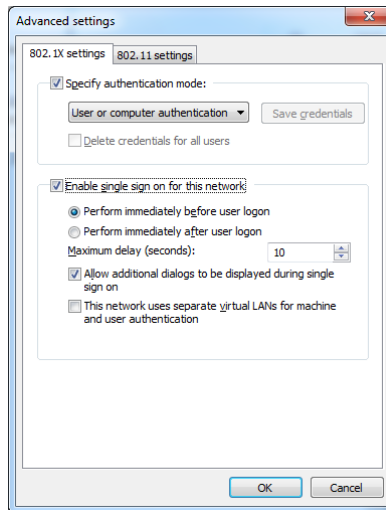 Advanced settings
802.1X settings
802.11 settings
Specify authentication mode:
User or computer authentication
Save credentials
Delete credentials for all users
Enable single sign on for this network
Perform immediately before user logon
Perform immediately after user logon
Maximum delay (seconds):
10
Allow additional dialogs to be displayed during single
sign on
This network uses separate virtual LANs for machine
and user authentication
OK
Cancel